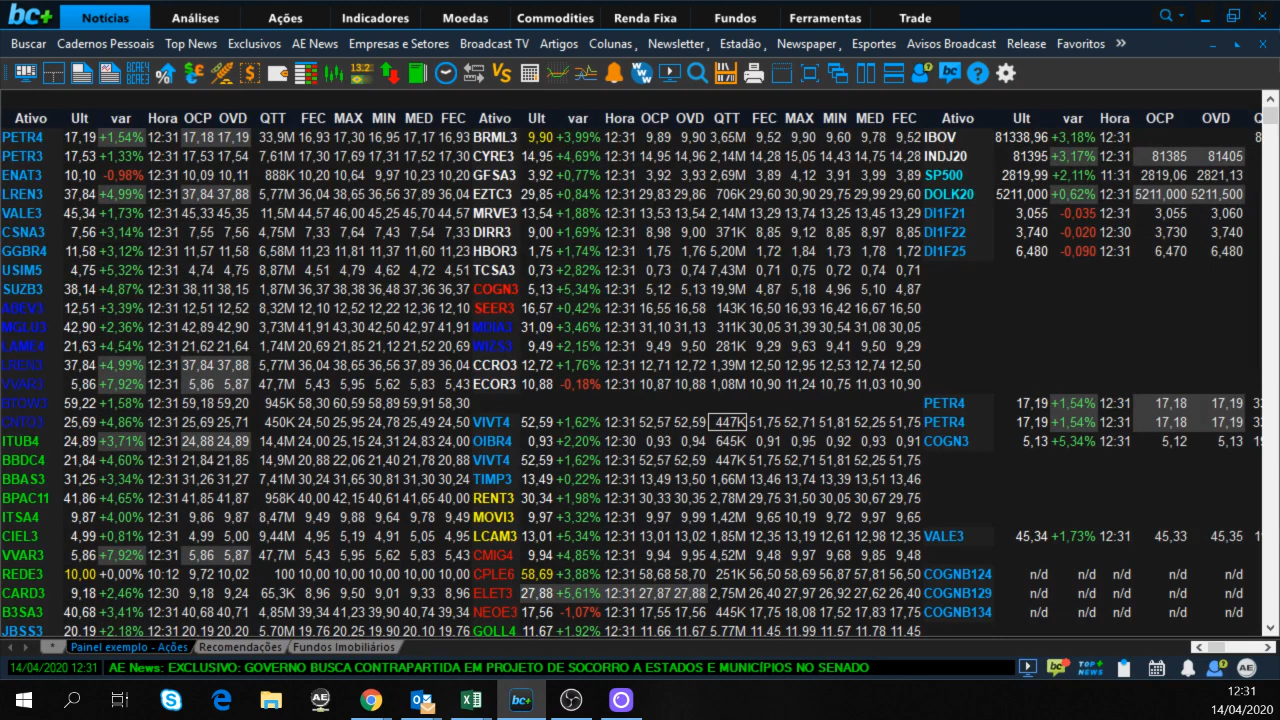 bc+ Notícias Análises Ações Indicadores Moedas Commodities Renda Fixa Fundos Ferramentas Trade
Buscar Cadernos Pessoais Top News Exclusivos AE News Empresas e Setores Broadcast TV Artigos Colunas Newsletter Estadão Newspaper Esportes Avisos Broadcast Release Favoritos »
Ativo Ult var Hora OCP OVD QTT FEC MAX MIN MED FEC Ativo Ult var Hora OCP OVD QTT FEC MAX MIN MED FEC Ativo Ult var Hora OCP OVD
PETR4 17,19 +1,54% 12:31 17,18 17,19 33,9M 16,93 17,30 16,95 17,17 16,93 BRML3 9,90 +3,99% 12:31 9,89 9,90 3,65M 9,52 9,90 9,60 9,78 9,52 IBOV 81338,96 +3,18% 12:31
PETR3 17,53 +1,33% 12:31 17,53 17,54 7,61M 17,30 17,69 17,31 17,52 17,30 CYRE3 14,95 +4,69% 12:31 14,95 14,96 2,14M 14,28 15,05 14,43 14,75 14,28 INDJ20 81395 +3,17% 12:31 81385 81405
ENAT3 10,10 -0,98% 12:31 10,09 10,11 888K 10,20 10,64 9,97 10,23 10,20 GFSA3 3,92 +0,77% 12:31 3,92 3,93 2,69M 3,89 4,12 3,91 3,99 3,89 SP500 2819,99 +2,11% 11:31 2819,06 2821,13
LREN3 37,84 +4,99% 12:31 37,84 37,88 5,77M 36,04 38,65 36,56 37,89 36,04 EZTC3 29,85 +0,84% 12:31 29,83 29,86 706K 29,60 30,75 29,25 29,99 29,60 DOLK20 5211,000 +0,62% 12:31 5211,000 5211,500
VALE3 45,34 +1,73% 12:31 45,33 45,35 11,5M 44,57 46,00 45,25 45,70 44,57 MRVE3 13,54 +1,88% 12:31 13,53 13,54 2,14M 13,29 13,74 13,25 13,45 13,29 DI1F21 3,055 -0,035 12:31 3,055 3,060
CSNA3 7,56 +3,14% 12:31 7,55 7,56 4,75M 7,33 7,64 7,43 7,54 7,33 DIRR3 9,00 +1,69% 12:31 8,98 9,00 371K 8,85 9,12 8,85 8,97 8,85 DI1F22 3,740 -0,020 12:30 3,730 3,740
GGBR4 11,58 +3,12% 12:31 11,57 11,58 6,58M 11,23 11,81 11,37 11,60 11,23 HBOR3 1,75 +1,74% 12:31 1,75 1,76 5,20M 1,72 1,84 1,73 1,78 1,72 DI1F25 6,480 -0,090 12:31 6,470 6,480
USIM5 4,75 +5,32% 12:31 4,74 4,75 8,87M 4,51 4,79 4,62 4,72 4,51 TCSA3 0,73 +2,82% 12:31 0,73 0,74 7,43M 0,71 0,75 0,72 0,74 0,71
SUZB3 38,14 +4,87% 12:31 38,11 38,15 1,87M 36,37 38,38 36,48 37,76 36,37 COGN3 5,13 +5,34% 12:31 5,12 5,13 19,9M 4,87 5,18 4,96 5,10 4,87
ABEV3 12,51 +3,39% 12:31 12,51 12,52 8,32M 12,10 12,52 12,22 12,36 12,10 SEER3 16,57 +0,42% 12:31 16,55 16,58 143K 16,50 16,93 16,42 16,67 16,50
MGLU3 42,90 +2,36% 12:31 42,89 42,90 3,73M 41,91 43,30 42,50 42,97 41,91 MDIA3 31,09 +3,46% 12:31 31,10 31,13 311K 30,05 31,39 30,54 31,08 30,05
LAME4 21,63 +4,54% 12:31 21,62 21,64 1,74M 20,69 21,85 21,12 21,52 20,69 WIZS3 9,49 +2,15% 12:31 9,49 9,50 281K 9,29 9,63 9,41 9,50 9,29
LREN3 37,84 +4,99% 12:31 37,84 37,88 5,77M 36,04 38,65 36,56 37,89 36,04 CCRO3 12,72 +1,76% 12:31 12,71 12,72 1,39M 12,50 12,95 12,53 12,74 12,50
VVAR3 5,86 +7,92% 12:31 5,86 5,87 47,7M 5,43 5,95 5,62 5,83 5,43 ECOR3 10,88 -0,18% 12:31 10,87 10,88 1,08M 10,90 11,24 10,75 11,03 10,90
BTOW3 59,22 +1,58% 12:31 59,18 59,20 945K 58,30 60,59 58,89 59,91 58,30 PETR4 17,19 +1,54% 12:31 17,18 17,19
CNTO3 25,69 +4,86% 12:31 25,69 25,71 450K 24,50 25,95 24,78 25,49 24,50 VIVT4 52,59 +1,62% 12:31 52,57 52,59 447K 51,75 52,71 51,81 52,25 51,75 PETR4 17,19 +1,54% 12:31 17,18 17,19
ITUB4 24,89 +3,71% 12:31 24,88 24,89 14,4M 24,00 25,15 24,31 24,83 24,00 OIBR4 0,93 +2,20% 12:30 0,93 0,94 645K 0,91 0,95 0,92 0,93 0,91 COGN3 5,13 +5,34% 12:31 5,12 5,13
BBDC4 21,84 +4,60% 12:31 21,84 21,85 14,9M 20,88 22,06 21,40 21,78 20,88 VIVT4 52,59 +1,62% 12:31 52,57 52,59 447K 51,75 52,71 51,81 52,25 51,75
BBAS3 31,25 +3,34% 12:31 31,26 31,27 7,41M 30,24 31,65 30,81 31,30 30,24 TIMP3 13,49 +0,22% 12:31 13,49 13,50 1,66M 13,46 13,74 13,39 13,51 13,46
BPAC11 41,86 +4,65% 12:31 41,85 41,87 958K 40,00 42,15 40,61 41,65 40,00 RENT3 30,34 +1,98% 12:31 30,33 30,35 2,78M 29,75 31,50 30,05 30,67 29,75
ITSA4 9,87 +4,00% 12:31 9,86 9,87 8,47M 9,49 9,88 9,64 9,78 9,49 MOVI3 9,97 +3,32% 12:31 9,97 9,99 1,42M 9,65 10,19 9,72 9,97 9,65
CIEL3 4,99 +0,81% 12:31 4,99 5,00 9,44M 4,95 5,19 4,91 5,05 4,95 LCAM3 13,01 +5,34% 12:31 13,01 13,02 1,85M 12,35 13,19 12,61 12,98 12,35 VALE3 45,34 +1,73% 12:31 45,33 45,35
VVAR3 5,86 +7,92% 12:31 5,86 5,87 47,7M 5,43 5,95 5,62 5,83 5,43 CMIG4 9,94 +4,85% 12:31 9,94 9,95 4,52M 9,48 9,97 9,68 9,85 9,48
REDE3 10,00 +0,00% 10:12 9,72 10,02 100 10,00 10,00 10,00 10,00 10,00 CPLE6 58,69 +3,88% 12:31 58,68 58,70 251K 56,50 58,69 56,87 57,81 56,50 COGNB124 n/d n/d n/d n/d n/d
CARD3 9,18 +2,46% 12:30 9,18 9,24 65,3K 8,96 9,50 9,01 9,33 8,96 ELET3 27,88 +5,61% 12:31 27,87 27,88 2,75M 26,40 27,97 26,92 27,62 26,40 COGNB129 n/d n/d n/d n/d n/d
B3SA3 40,68 +3,41% 12:31 40,68 40,71 4,85M 39,34 41,23 39,90 40,74 39,34 NEOE3 17,56 -1,07% 12:31 17,55 17,56 445K 17,75 18,08 17,52 17,83 17,75 COGNB134 n/d n/d n/d n/d n/d
JBSS3 20,19 +2,18% 12:31 20,19 20,20 5,70M 19,76 20,25 19,90 20,10 19,76 GOLL4 11,67 +1,92% 12:31 11,66 11,67 5,77M 11,45 11,99 11,57 11,78 11,45
* Painel exemplo - Ações Recomendações Fundos Imobiliários
14/04/2020 12:31 AE News: EXCLUSIVO: GOVERNO BUSCA CONTRAPARTIDA EM PROJETO DE SOCORRO A ESTADOS E MUNICÍPIOS NO SENADO
12:31
14/04/2020